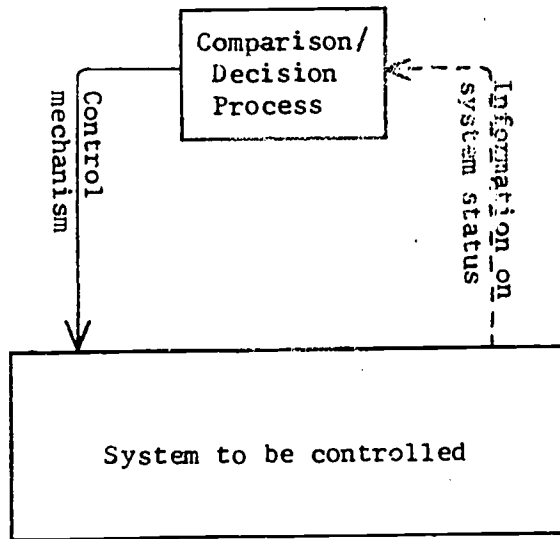 Comparison/
Decision
Process
Control
mechanism
Information on
system status
System to be controlled